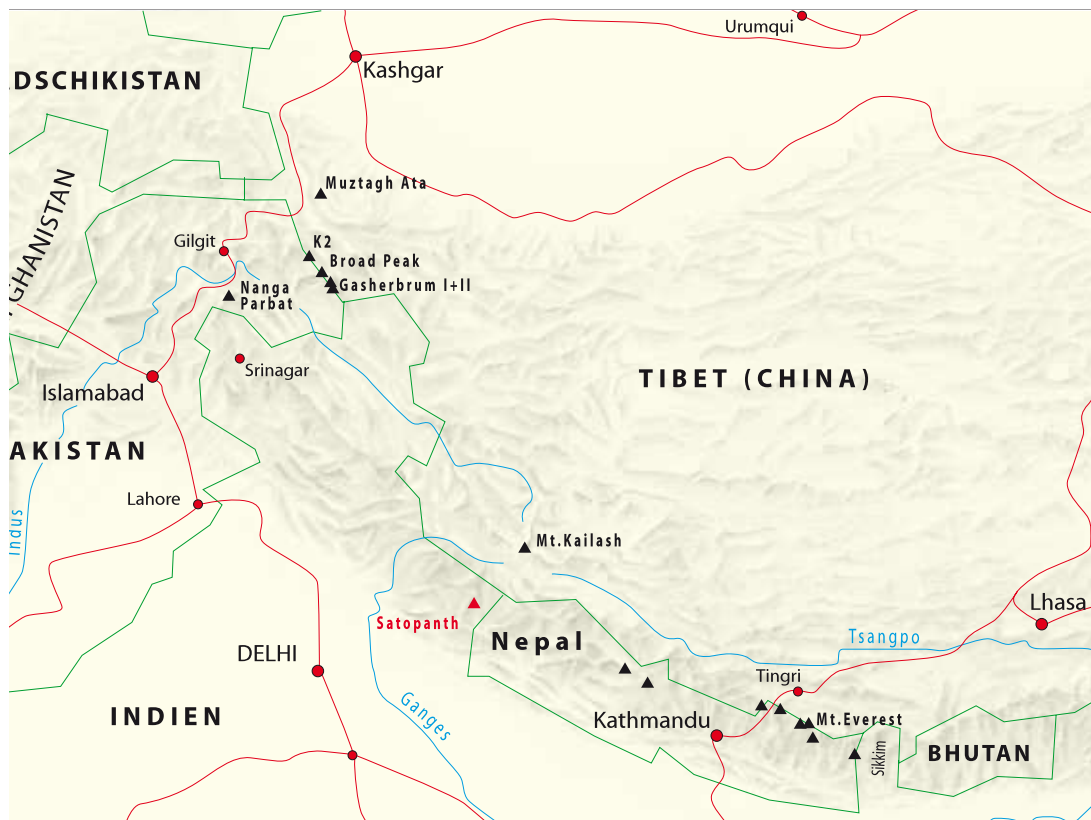 Urumqui
Kashgar
DSCHIKISTAN
Muztagh Ata
GHANISTAN
Gilgit
K2
Broad Peak
Gasherbrum I+II
Nanga
Parbat
Srinagar
TIBET (CHINA)
Islamabad
AKISTAN
Lahore
Indus
Mt.Kailash
Lhasa
Satopanth
Nepal
Tsangpo
DELHI
Tingri
Ganges
INDIEN
Kathmandu
Mt.Everest
Sikkim
BHUTAN